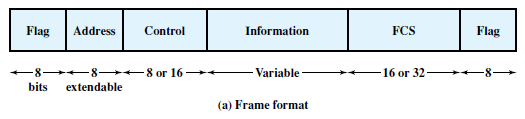 Flag Address Control Information FCS Flag
8 8 8 or 16 Variable 16 or 32 8
bits extendable
(a) Frame format